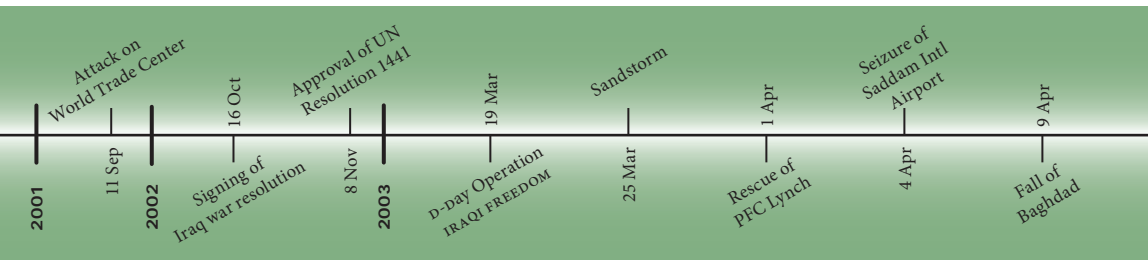 2001
Attack on
World Trade Center
11 Sep
2002
16 Oct
Signing of
Iraq war resolution
Approval of UN
Resolution 1441
8 Nov
2003
19 Mar
D-Day Operation
IRAQI FREEDOM
Sandstorm
25 Mar
1 Apr
Rescue of
PFC Lynch
Seizure of
Saddam Intl
Airport
4 Apr
9 Apr
Fall of
Baghdad